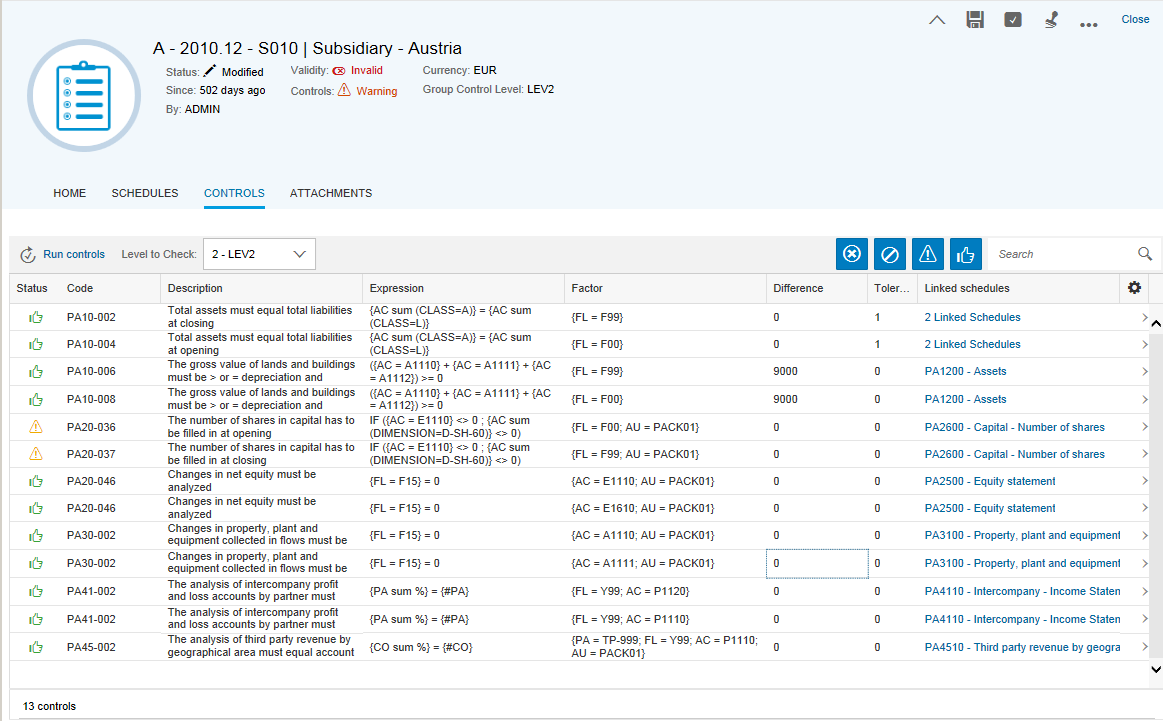 Close
A - 2010.12 - S010 | Subsidiary - Austria
Status: Modified Validity: Invalid Currency: EUR
Since: 502 days ago Controls: Warning Group Control Level: LEV2
By: ADMIN
HOME SCHEDULES CONTROLS ATTACHMENTS
Run controls Level to Check: 2 - LEV2 Search
Status Code Description Expression Factor Difference Toler... Linked schedules
PA10-002 Total assets must equal total liabilities {AC sum (CLASS=A)} = {AC sum {FL = F99} 0 1 2 Linked Schedules
at closing (CLASS=L)}
PA10-004 Total assets must equal total liabilities {AC sum (CLASS=A)} = {AC sum {FL = F00} 0 1 2 Linked Schedules
at opening (CLASS=L)}
PA10-006 The gross value of lands and buildings ({AC = A1110} + {AC = A1111} + {AC {FL = F99} 9000 0 PA1200 - Assets
must be > or = depreciation and = A1112}) >= 0
PA10-008 The gross value of lands and buildings ({AC = A1110} + {AC = A1111} + {AC {FL = F00} 9000 0 PA1200 - Assets
must be > or = depreciation and = A1112}) >= 0
PA20-036 The number of shares in capital has to IF ({AC = E1110} <> 0 ; {AC sum {FL = F00; AU = PACK01} 0 0 PA2600 - Capital - Number of shares
be filled in at opening (DIMENSION=D-SH-60)} <> 0)
PA20-037 The number of shares in capital has to IF ({AC = E1110} <> 0 ; {AC sum {FL = F99; AU = PACK01} 0 0 PA2600 - Capital - Number of shares
be filled in at closing (DIMENSION=D-SH-60)} <> 0)
PA20-046 Changes in net equity must be {FL = F15} = 0 {AC = E1110; AU = PACK01} 0 0 PA2500 - Equity statement
analyzed
PA20-046 Changes in net equity must be {FL = F15} = 0 {AC = E1610; AU = PACK01} 0 0 PA2500 - Equity statement
analyzed
PA30-002 Changes in property, plant and {FL = F15} = 0 {AC = A1110; AU = PACK01} 0 0 PA3100 - Property, plant and equipment
equipment collected in flows must be
PA30-002 Changes in property, plant and {FL = F15} = 0 {AC = A1111; AU = PACK01} 0 0 PA3100 - Property, plant and equipment
equipment collected in flows must be
PA41-002 The analysis of intercompany profit {PA sum %} = {#PA} {FL = Y99; AC = P1120} 0 0 PA4110 - Intercompany - Income Staten
and loss accounts by partner must
PA41-002 The analysis of intercompany profit {PA sum %} = {#PA} {FL = Y99; AC = P1110} 0 0 PA4110 - Intercompany - Income Staten
and loss accounts by partner must
PA45-002 The analysis of third party revenue by {CO sum %} = {#CO} {PA = TP-999; FL = Y99; AC = P1110; 0 0 PA4510 - Third party revenue by geogra
geographical area must equal account AU = PACK01}
13 controls